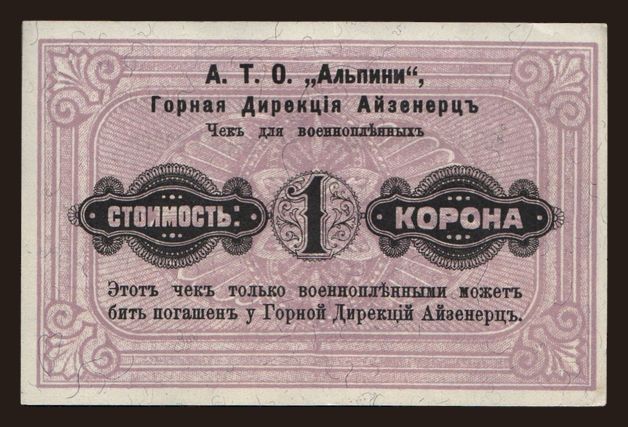 А. Т. О. „Альпини“,
Горная Дирекція Айзенерцъ
Чекъ для военноплѣнныхъ
СТОИМОСТЬ: 1 КОРОНА
Этотъ чекъ только военноплѣнными можетъ
бить погашенъ у Горной Дирекцій Айзенерцъ.